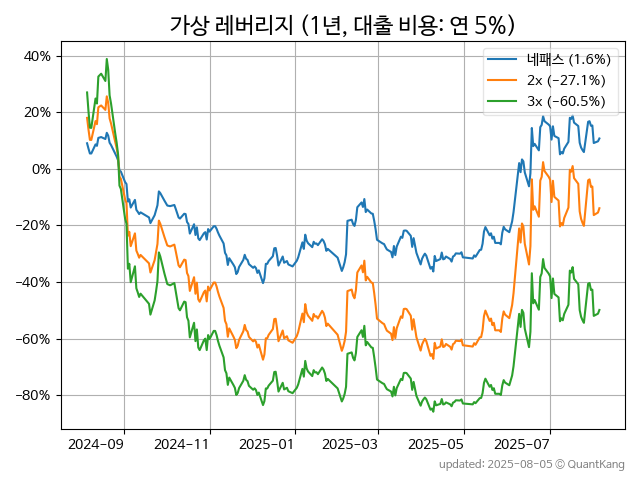 가상 레버리지 (1년, 대출 비용: 연 5%)
네패스 (1.6%)
2x (−27.1%)
3x (−60.5%)
40%
20%
0%
−20%
−40%
−60%
−80%
2024-09
2024-11
2025-01
2025-03
2025-05
2025-07
updated: 2025-08-05 © QuantKang